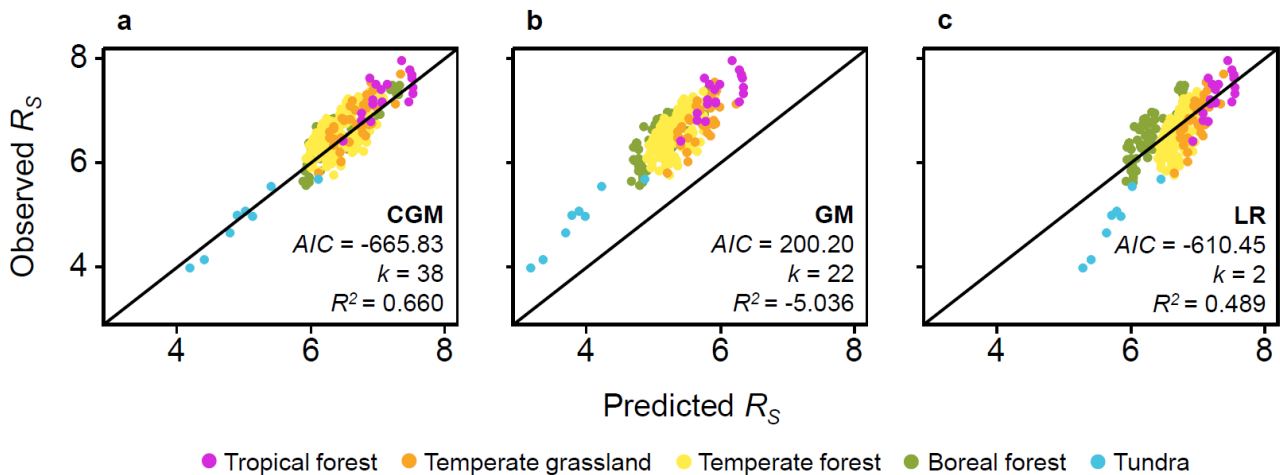 a
b
c
8
6
4
Observed R_S
CGM
AIC = -665.83
k = 38
R² = 0.660
GM
AIC = 200.20
k = 22
R² = -5.036
LR
AIC = -610.45
k = 2
R² = 0.489
4 6 8
4 6 8
4 6 8
Predicted R_S
Tropical forest Temperate grassland Temperate forest Boreal forest Tundra